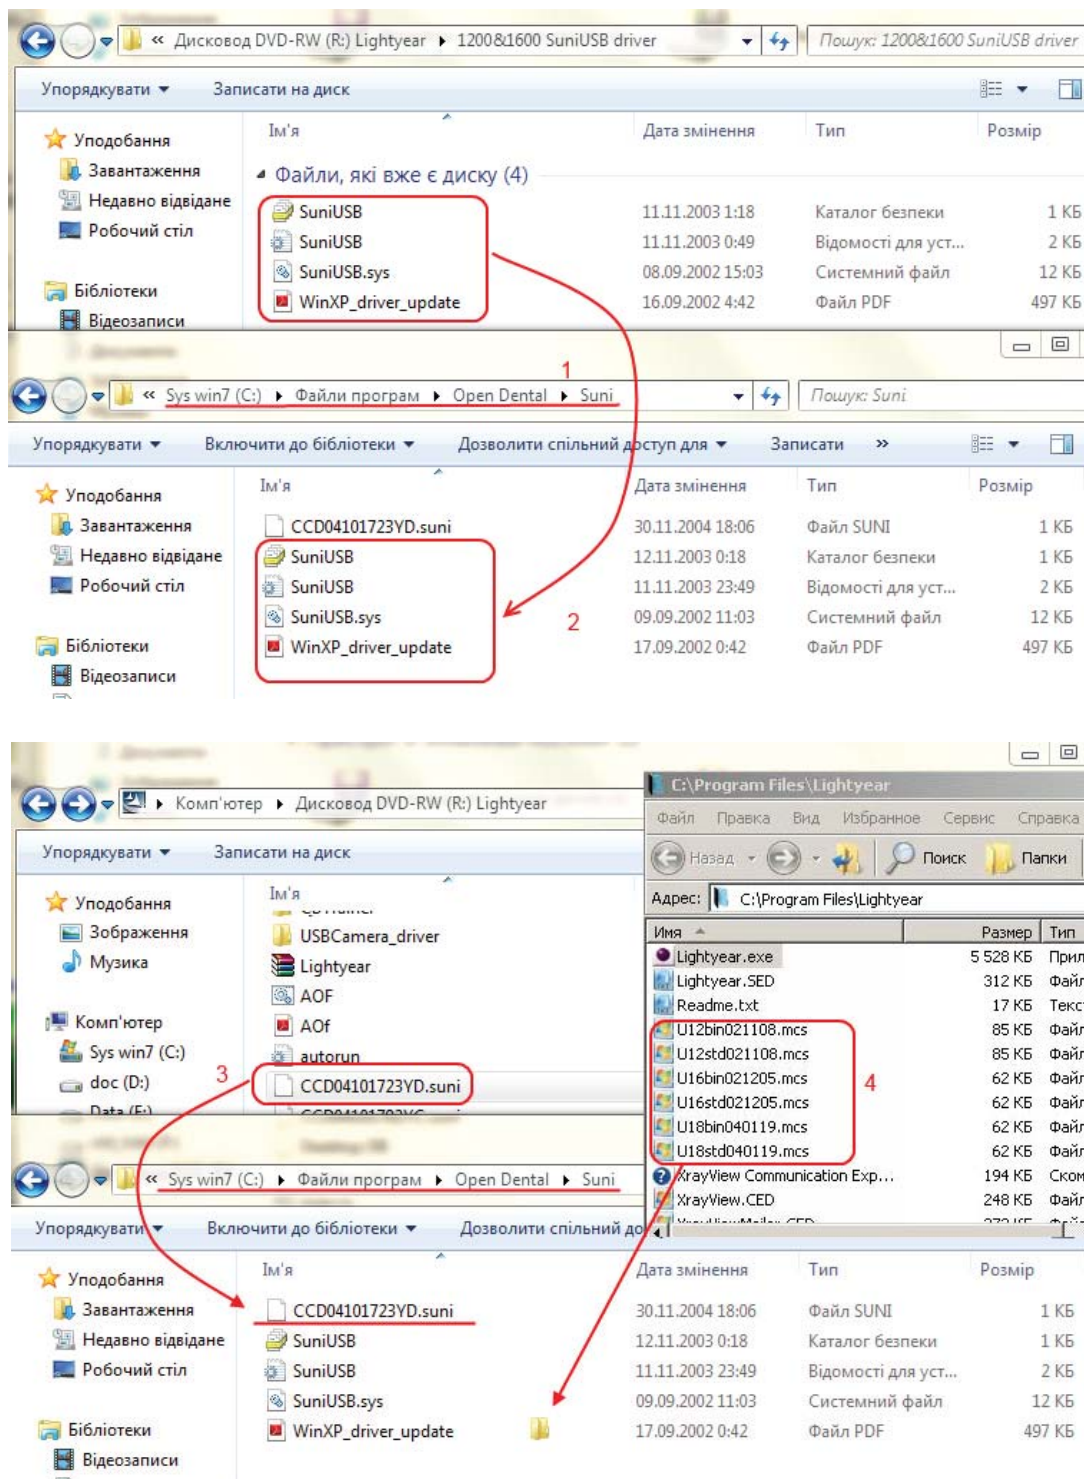 « Дисковод DVD-RW (R:) Lightyear ▸ 1200&1600 SuniUSB driver
Пошук: 1200&1600 SuniUSB driver
Упорядкувати Записати на диск
Уподобання
Завантаження
Недавно відвідане
Робочий стіл
Бібліотеки
Відеозаписи
Ім'я Дата змінення Тип Розмір
Файли, які вже є диску (4)
SuniUSB 11.11.2003 1:18 Каталог безпеки 1 КБ
SuniUSB 11.11.2003 0:49 Відомості для уст... 2 КБ
SuniUSB.sys 08.09.2002 15:03 Системний файл 12 КБ
WinXP_driver_update 16.09.2002 4:42 Файл PDF 497 КБ
1
« Sys win7 (C:) ▸ Файли програм ▸ Open Dental ▸ Suni
Пошук: Suni
Упорядкувати Включити до бібліотеки Дозволити спільний доступ для Записати »
Уподобання
Завантаження
Недавно відвідане
Робочий стіл
Бібліотеки
Відеозаписи
Ім'я Дата змінення Тип Розмір
CCD04101723YD.suni 30.11.2004 18:06 Файл SUNI 1 КБ
SuniUSB 12.11.2003 0:18 Каталог безпеки 1 КБ
SuniUSB 11.11.2003 23:49 Відомості для уст... 2 КБ
SuniUSB.sys 09.09.2002 11:03 Системний файл 12 КБ
WinXP_driver_update 17.09.2002 0:42 Файл PDF 497 КБ
2
Комп'ютер ▸ Дисковод DVD-RW (R:) Lightyear
Упорядкувати Записати на диск
Уподобання
Зображення
Музика
Комп'ютер
Sys win7 (C:)
doc (D:)
Data (E:)
Ім'я
USBCamera_driver
Lightyear
AOF
AOf
autorun
3
CCD04101723YD.suni
C:\Program Files\Lightyear
Файл Правка Вид Избранное Сервис Справка
Назад Поиск Папки
Адрес: C:\Program Files\Lightyear
Имя Размер Тип
Lightyear.exe 5 528 КБ Прил
Lightyear.SED 312 КБ Файл
Readme.txt 17 КБ Текс
U12bin021108.mcs 85 КБ Файл
U12std021108.mcs 85 КБ Файл
U16bin021205.mcs 62 КБ Файл
U16std021205.mcs 62 КБ Файл
U18bin040119.mcs 62 КБ Файл
U18std040119.mcs 62 КБ Файл
4
XrayView Communication Exp... 194 КБ Ском
XrayView.CED 248 КБ Файл
« Sys win7 (C:) ▸ Файли програм ▸ Open Dental ▸ Suni
Упорядкувати Включити до бібліотеки Дозволити спільний до
Уподобання
Завантаження
Недавно відвідане
Робочий стіл
Бібліотеки
Відеозаписи
Ім'я Дата змінення Тип Розмір
CCD04101723YD.suni 30.11.2004 18:06 Файл SUNI 1 КБ
SuniUSB 12.11.2003 0:18 Каталог безпеки 1 КБ
SuniUSB 11.11.2003 23:49 Відомості для уст... 2 КБ
SuniUSB.sys 09.09.2002 11:03 Системний файл 12 КБ
WinXP_driver_update 17.09.2002 0:42 Файл PDF 497 КБ